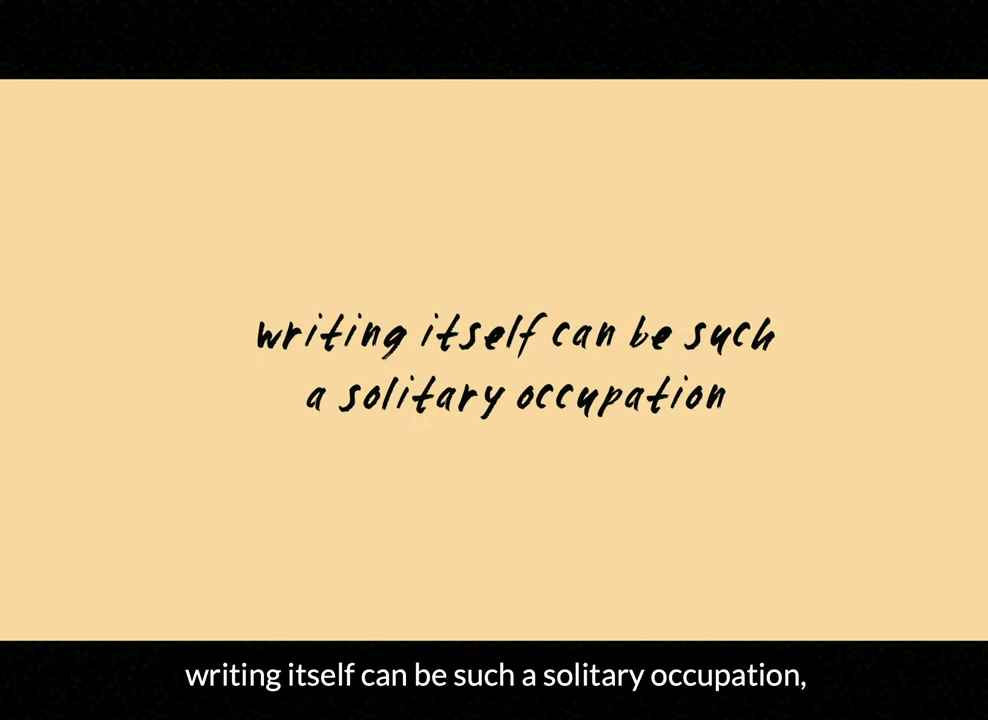 writing itself can be such
a solitary occupation
writing itself can be such a solitary occupation,